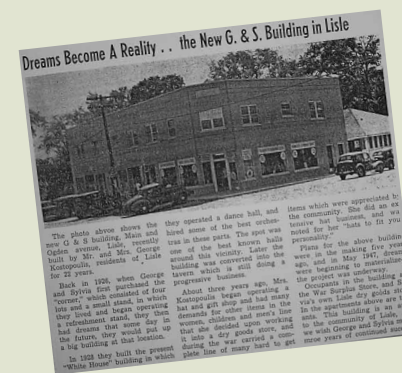 Dreams Become A Reality . . the New G. & S. Building in Lisle
The photo abvoe shows the
new G & S building, Main and
Ogden avenue, Lisle, recently
built by Mr. and Mrs. George
Kostopoulis, residents of Lisle
for 22 years.
Back in 1926, when George
and Sylvia first purchased the
"corner," which consisted of four
lots and a small stand, in which
they lived and began operating
a refreshment stand, they then
had dreams that some day in
the future, they would put up
a big building at that location.
In 1928 they built the present
"White House" building in which
they operated a dance hall, and
hired some of the best orches-
tras in these parts. The spot was
one of the best known halls
around this vicinity. Later the
building was converted into the
tavern which is still doing a
progressive business.
About three years ago, Mrs.
Kostopoulis began operating a
hat and gift shop and had many
demands for other items in the
women, children and men's line
that she decided upon working
it into a dry goods store, and
during the war carried a com-
plete line of many hard to get
items which were appreciated
the community. She did an
tensive hat business, and
noted for her "hats to fit
personality."
Plans for the above
were in the making five
ago, and in May 1947,
were beginning
the project was underway.
Occupants in the building
the War Surplus Store, and
via's own Lisle dry golds
In the apartments above are
ants. This building is an
to the community of Lisle,
we wish George and Sylvia
more years of continued